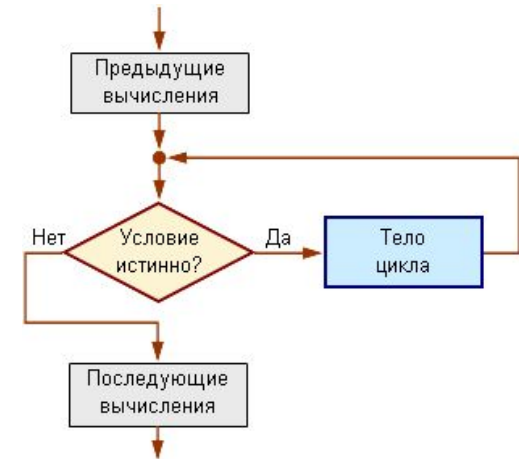 Предыдущие
вычисления
Нет
Условие
истинно?
Да
Тело
цикла
Последующие
вычисления